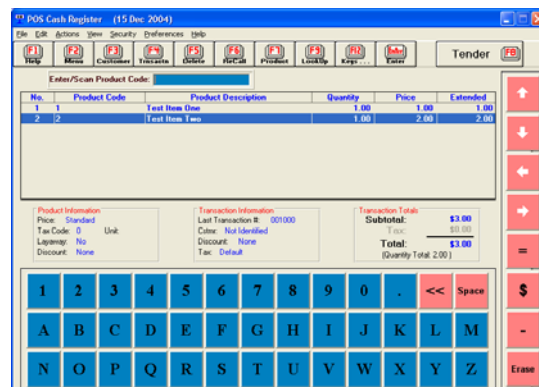 POS Cash Register (15 Dec 2004)
File Edit Actions View Security Preferences Help
F1 F2 F3 F4 F5 F6 F7 F9 Enter Tender F8
Help Menu Customer Trnsactn Delete ReCall Product LookUp Keys... Enter
Enter/Scan Product Code:
No. Product Code Product Description Quantity Price Extended
1 1 Test Item One 1.00 1.00 1.00
2 2 Test Item Two 1.00 2.00 2.00
Product Information Transaction Information Transaction Totals
Price: Standard Last Transaction #: 001000 Subtotal: $3.00
Tax Code: 0 Unit: Cstmr: Not Identified Tax: $0.00
Layaway: No Discount: None Total: $3.00
Discount: None Tax: Default (Quantity Total: 2.00 )
=
1 2 3 4 5 6 7 8 9 0 . << Space $
A B C D E F G H I J K L M -
N O P Q R S T U V W X Y Z Erase